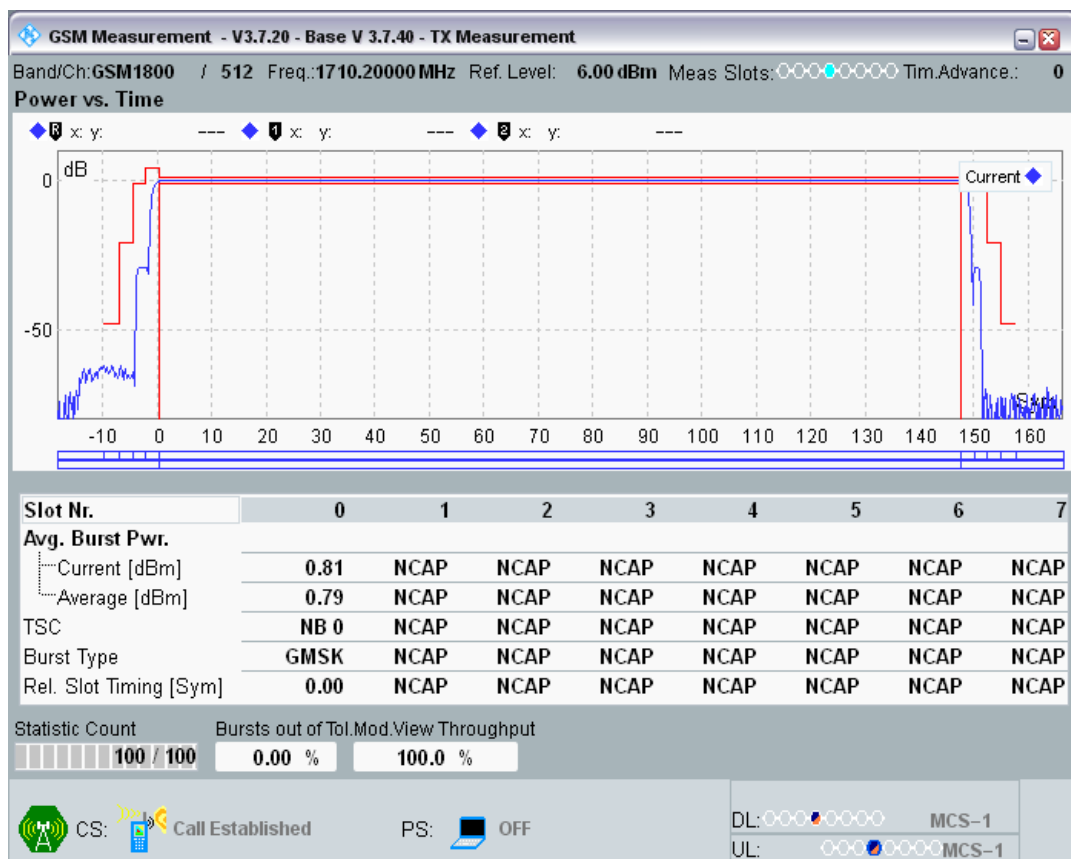 GSM Measurement - V3.7.20 - Base V 3.7.40 - TX Measurement
Band/Ch:GSM1800 / 512 Freq.:1710.20000 MHz Ref. Level: 6.00 dBm Meas Slots: Tim.Advance.: 0
Power vs. Time
R x: y: --- 1 x: y: --- 2 x: y: ---
dB
Current
0
-50
-10 0 10 20 30 40 50 60 70 80 90 100 110 120 130 140 150 160
Slot Nr. 0 1 2 3 4 5 6 7
Avg. Burst Pwr.
Current [dBm] 0.81 NCAP NCAP NCAP NCAP NCAP NCAP NCAP
Average [dBm] 0.79 NCAP NCAP NCAP NCAP NCAP NCAP NCAP
TSC NB 0 NCAP NCAP NCAP NCAP NCAP NCAP NCAP
Burst Type GMSK NCAP NCAP NCAP NCAP NCAP NCAP NCAP
Rel. Slot Timing [Sym] 0.00 NCAP NCAP NCAP NCAP NCAP NCAP NCAP
Statistic Count Bursts out of Tol. Mod.View Throughput
100 / 100 0.00 % 100.0 %
CS: Call Established PS: OFF
DL: MCS-1
UL: MCS-1